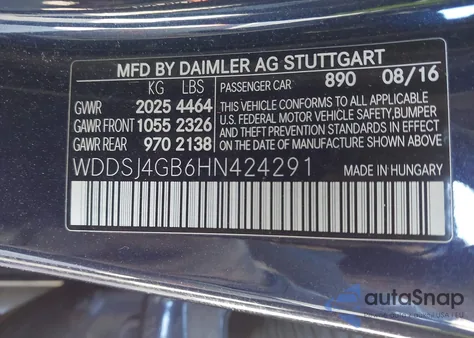 MFD BY DAIMLER AG STUTTGART
KG LBS PASSENGER CAR 890 08/16
GVWR 2025 4464
GAWR FRONT 1055 2326
GAWR REAR 970 2138
THIS VEHICLE CONFORMS TO ALL APPLICABLE
U.S. FEDERAL MOTOR VEHICLE SAFETY, BUMPER
AND THEFT PREVENTION STANDARDS IN EFFECT
ON THE DATE OF MANUFACTURE SHOWN ABOVE
WDDSJ4GB6HN424291 MADE IN HUNGARY
autoSnap